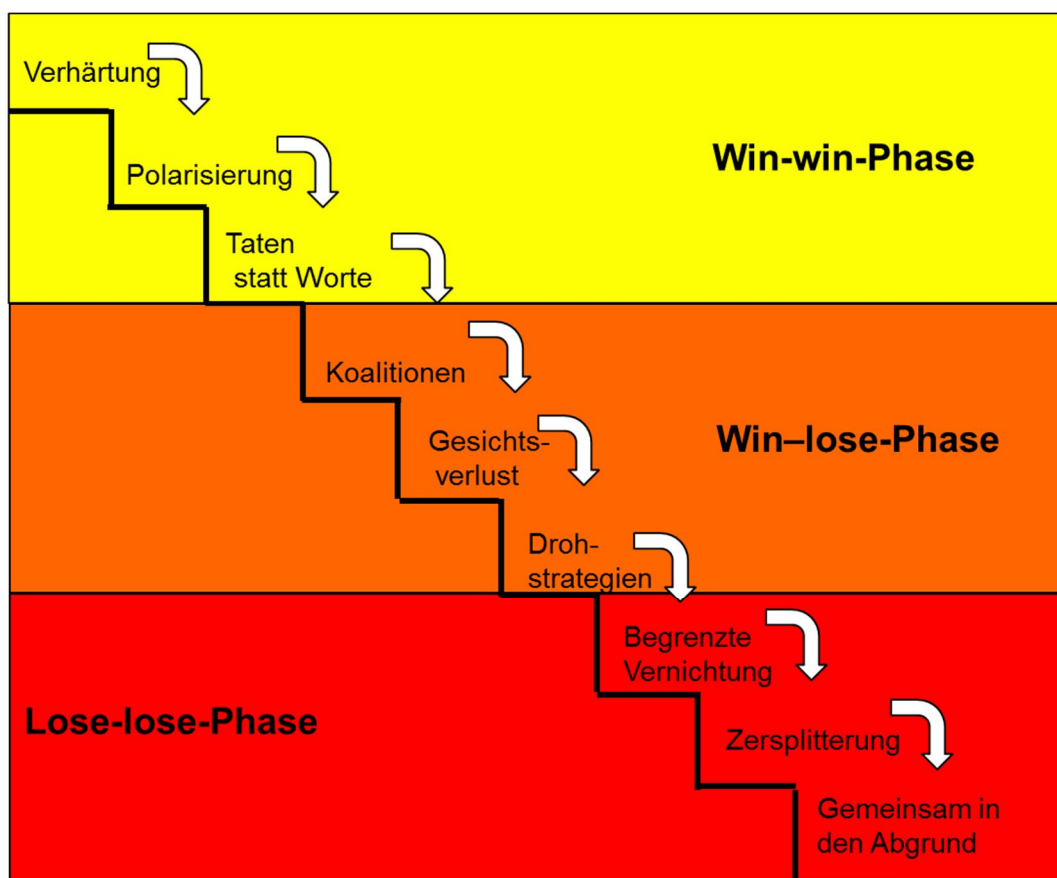 Verhärtung
Polarisierung
Win-win-Phase
Taten
statt Worte
Koalitionen
Gesichts-
verlust
Win–lose-Phase
Droh-
strategien
Begrenzte
Vernichtung
Lose-lose-Phase
Zersplitterung
Gemeinsam in
den Abgrund